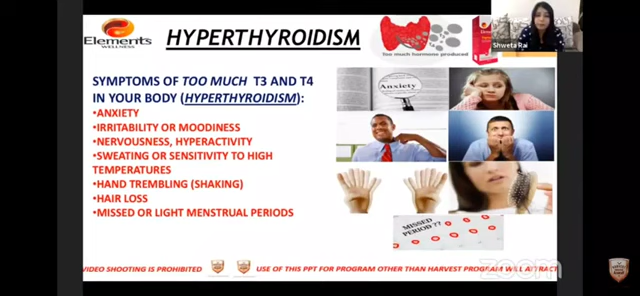 Elements
WELLNESS
HYPERTHYROIDISM
Too much hormone produced
Shweta Rai
SYMPTOMS OF TOO MUCH T3 AND T4
IN YOUR BODY (HYPERTHYROIDISM):
•ANXIETY
•IRRITABILITY OR MOODINESS
•NERVOUSNESS, HYPERACTIVITY
•SWEATING OR SENSITIVITY TO HIGH
TEMPERATURES
•HAND TREMBLING (SHAKING)
•HAIR LOSS
•MISSED OR LIGHT MENSTRUAL PERIODS
Anxiety
MISSED
PERIOD ??
zoom
VIDEO SHOOTING IS PROHIBITED USE OF THIS PPT FOR PROGRAM OTHER THAN HARVEST PROGRAM WILL ATTRACT